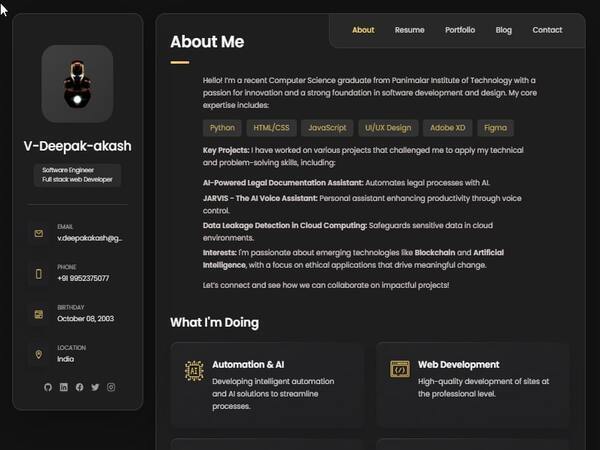 V-Deepak-akash
Software Engineer
Full stack web Developer
EMAIL
v.deepakakash@g...
PHONE
+91 9952375077
BIRTHDAY
October 08, 2003
LOCATION
India
About
Resume
Portfolio
Blog
Contact
About Me
Hello! I'm a recent Computer Science graduate from Panimalar Institute of Technology with a
passion for innovation and a strong foundation in software development and design. My core
expertise includes:
Python
HTML/CSS
JavaScript
UI/UX Design
Adobe XD
Figma
Key Projects: I have worked on various projects that challenged me to apply my technical
and problem-solving skills, including:
AI-Powered Legal Documentation Assistant: Automates legal processes with AI.
JARVIS - The AI Voice Assistant: Personal assistant enhancing productivity through voice
control.
Data Leakage Detection in Cloud Computing: Safeguards sensitive data in cloud
environments.
Interests: I'm passionate about emerging technologies like Blockchain and Artificial
Intelligence, with a focus on ethical applications that drive meaningful change.
Let's connect and see how we can collaborate on impactful projects!
What I'm Doing
AI
Automation & AI
Developing intelligent automation
and AI solutions to streamline
processes.
Web Development
High-quality development of sites at
the professional level.